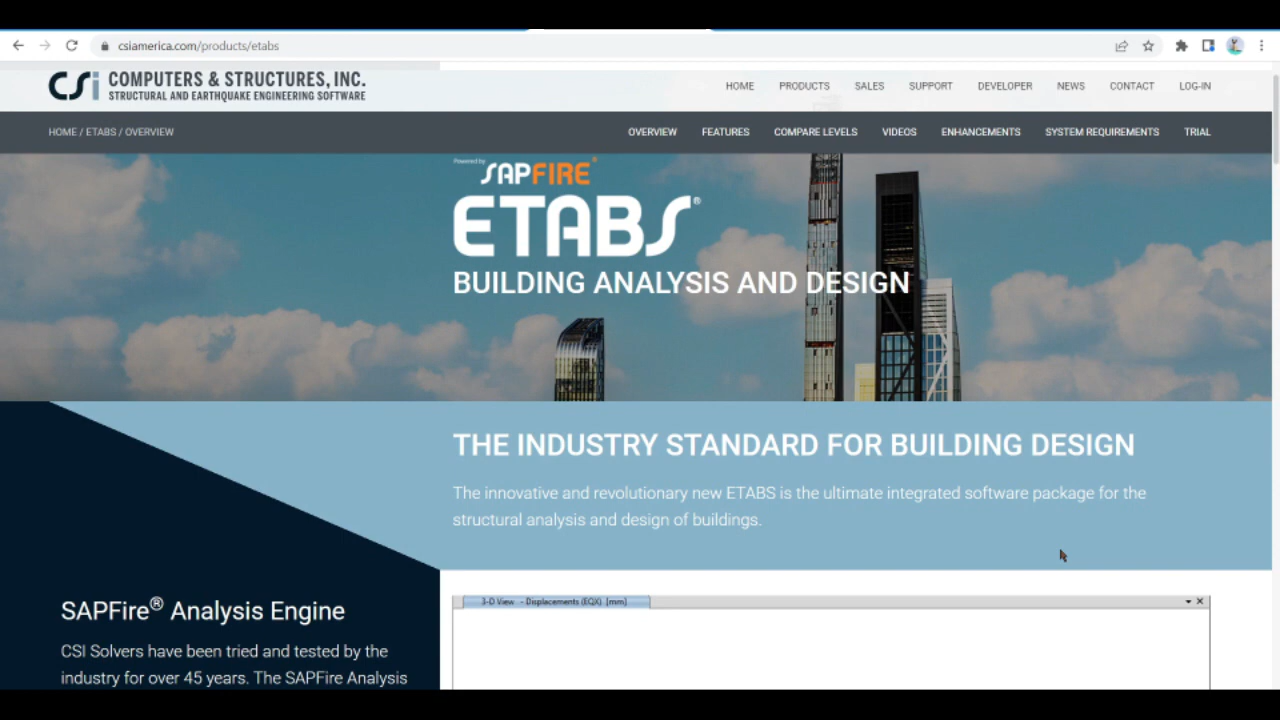 csiamerica.com/products/etabs
CSi COMPUTERS & STRUCTURES, INC.
STRUCTURAL AND EARTHQUAKE ENGINEERING SOFTWARE
HOME PRODUCTS SALES SUPPORT DEVELOPER NEWS CONTACT LOG-IN
HOME / ETABS / OVERVIEW
OVERVIEW FEATURES COMPARE LEVELS VIDEOS ENHANCEMENTS SYSTEM REQUIREMENTS TRIAL
Powered by
SAPFIRE®
ETABS®
BUILDING ANALYSIS AND DESIGN
THE INDUSTRY STANDARD FOR BUILDING DESIGN
The innovative and revolutionary new ETABS is the ultimate integrated software package for the
structural analysis and design of buildings.
SAPFire® Analysis Engine
CSI Solvers have been tried and tested by the
industry for over 45 years. The SAPFire Analysis
3-D View - Displacements (EQX) [mm]